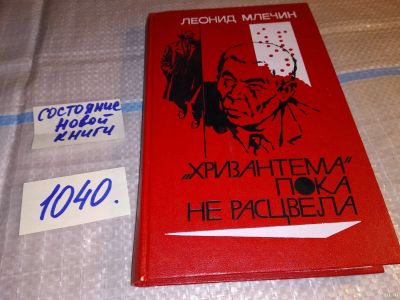 ЛЕОНИД МЛЕЧИН
„ХРИЗАНТЕМА“
ПОКА
НЕ РАСЦВЕЛА
состояние
новой
книги
1040.